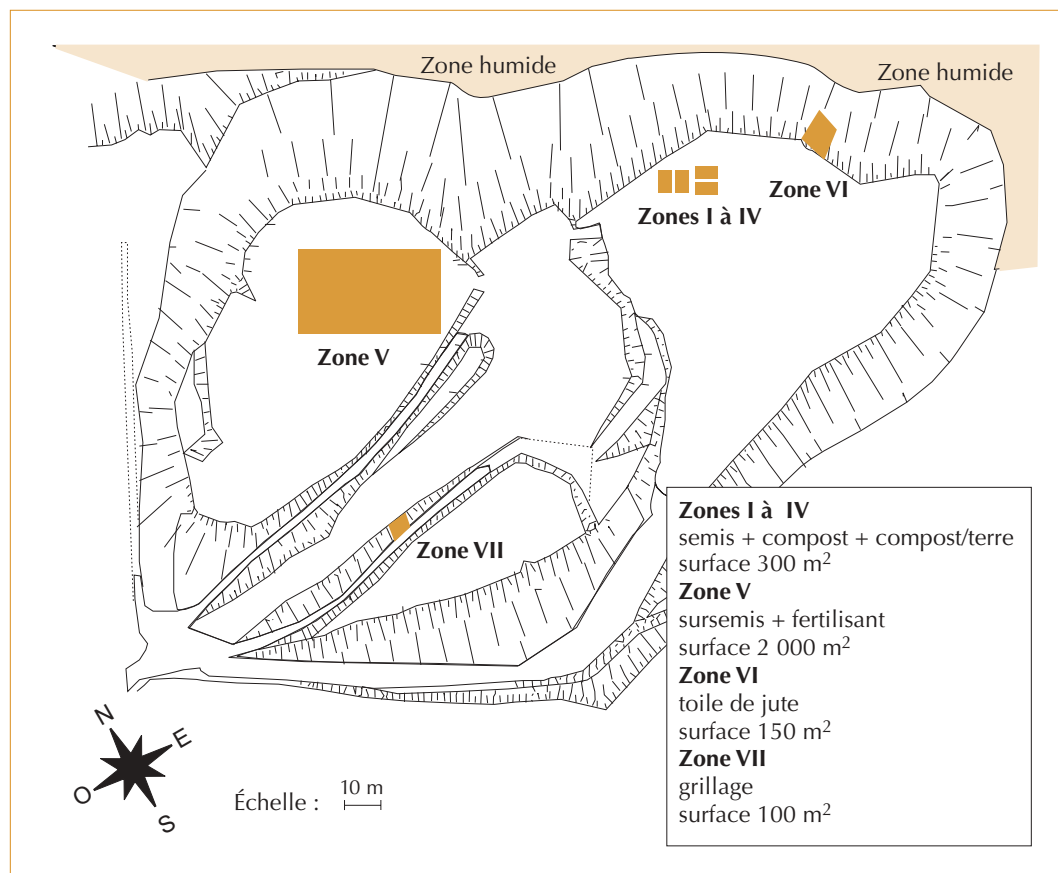 Zone humide
Zone humide
Zone VI
Zones I à IV
Zone V
Zone VII
Zones I à IV
semis + compost + compost/terre
surface 300 m²
Zone V
sursemis + fertilisant
surface 2 000 m²
Zone VI
toile de jute
surface 150 m²
Zone VII
grillage
surface 100 m²
N
E
O
S
Échelle : 10 m